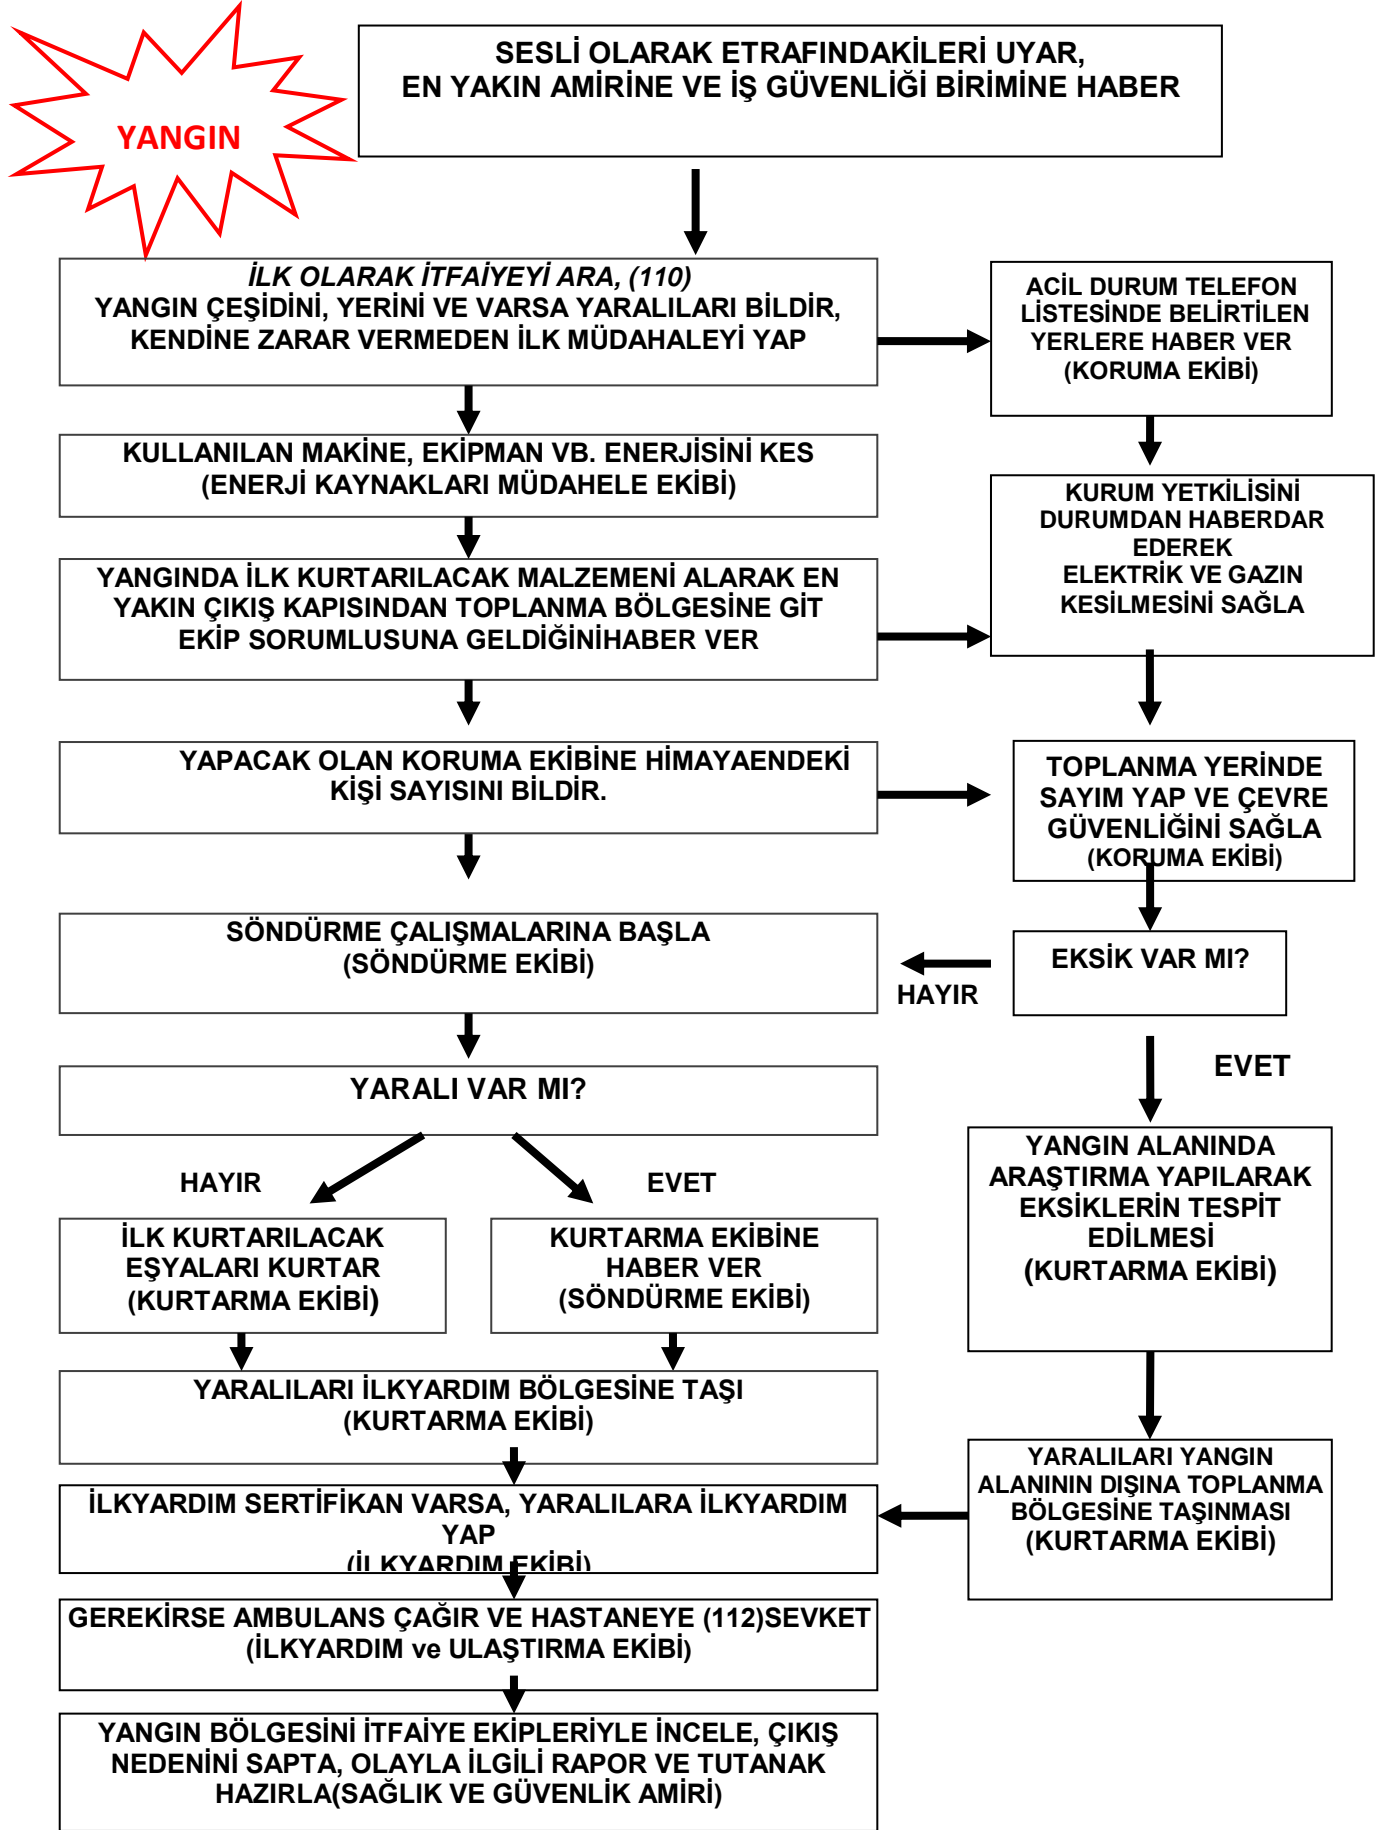 YANGIN
SESLİ OLARAK ETRAFINDAKİLERİ UYAR,
EN YAKIN AMİRİNE VE İŞ GÜVENLİĞİ BİRİMİNE HABER
İLK OLARAK İTFAİYEYİ ARA, (110)
YANGIN ÇEŞİDİNİ, YERİNİ VE VARSA YARALILARI BİLDİR,
KENDİNE ZARAR VERMEDEN İLK MÜDAHALEYİ YAP
ACİL DURUM TELEFON
LİSTESİNDE BELİRTİLEN
YERLERE HABER VER
(KORUMA EKİBİ)
KULLANILAN MAKİNE, EKİPMAN VB. ENERJİSİNİ KES
(ENERJİ KAYNAKLARI MÜDAHELE EKİBİ)
KURUM YETKİLİSİNİ
DURUMDAN HABERDAR
EDEREK
ELEKTRİK VE GAZIN
KESİLMESİNİ SAĞLA
YANGINDA İLK KURTARILACAK MALZEMENİ ALARAK EN
YAKIN ÇIKIŞ KAPISINDAN TOPLANMA BÖLGESİNE GİT
EKİP SORUMLUSUNA GELDİĞİNİHABER VER
YAPACAK OLAN KORUMA EKİBİNE HİMAYAENDEKİ
KİŞİ SAYISINI BİLDİR.
TOPLANMA YERİNDE
SAYIM YAP VE ÇEVRE
GÜVENLİĞİNİ SAĞLA
(KORUMA EKİBİ)
SÖNDÜRME ÇALIŞMALARINA BAŞLA
(SÖNDÜRME EKİBİ)
HAYIR
EKSİK VAR MI?
EVET
YARALI VAR MI?
HAYIR
EVET
YANGIN ALANINDA
ARAŞTIRMA YAPILARAK
EKSİKLERİN TESPİT
EDİLMESİ
(KURTARMA EKİBİ)
İLK KURTARILACAK
EŞYALARI KURTAR
(KURTARMA EKİBİ)
KURTARMA EKİBİNE
HABER VER
(SÖNDÜRME EKİBİ)
YARALILARI İLKYARDIM BÖLGESİNE TAŞI
(KURTARMA EKİBİ)
YARALILARI YANGIN
ALANININ DIŞINA TOPLANMA
BÖLGESİNE TAŞINMASI
(KURTARMA EKİBİ)
İLKYARDIM SERTİFİKAN VARSA, YARALILARA İLKYARDIM
YAP
(İLKYARDIM EKİBİ)
GEREKİRSE AMBULANS ÇAĞIR VE HASTANEYE (112)SEVKET
(İLKYARDIM ve ULAŞTIRMA EKİBİ)
YANGIN BÖLGESİNİ İTFAİYE EKİPLERİYLE İNCELE, ÇIKIŞ
NEDENİNİ SAPTA, OLAYLA İLGİLİ RAPOR VE TUTANAK
HAZIRLA(SAĞLIK VE GÜVENLİK AMİRİ)